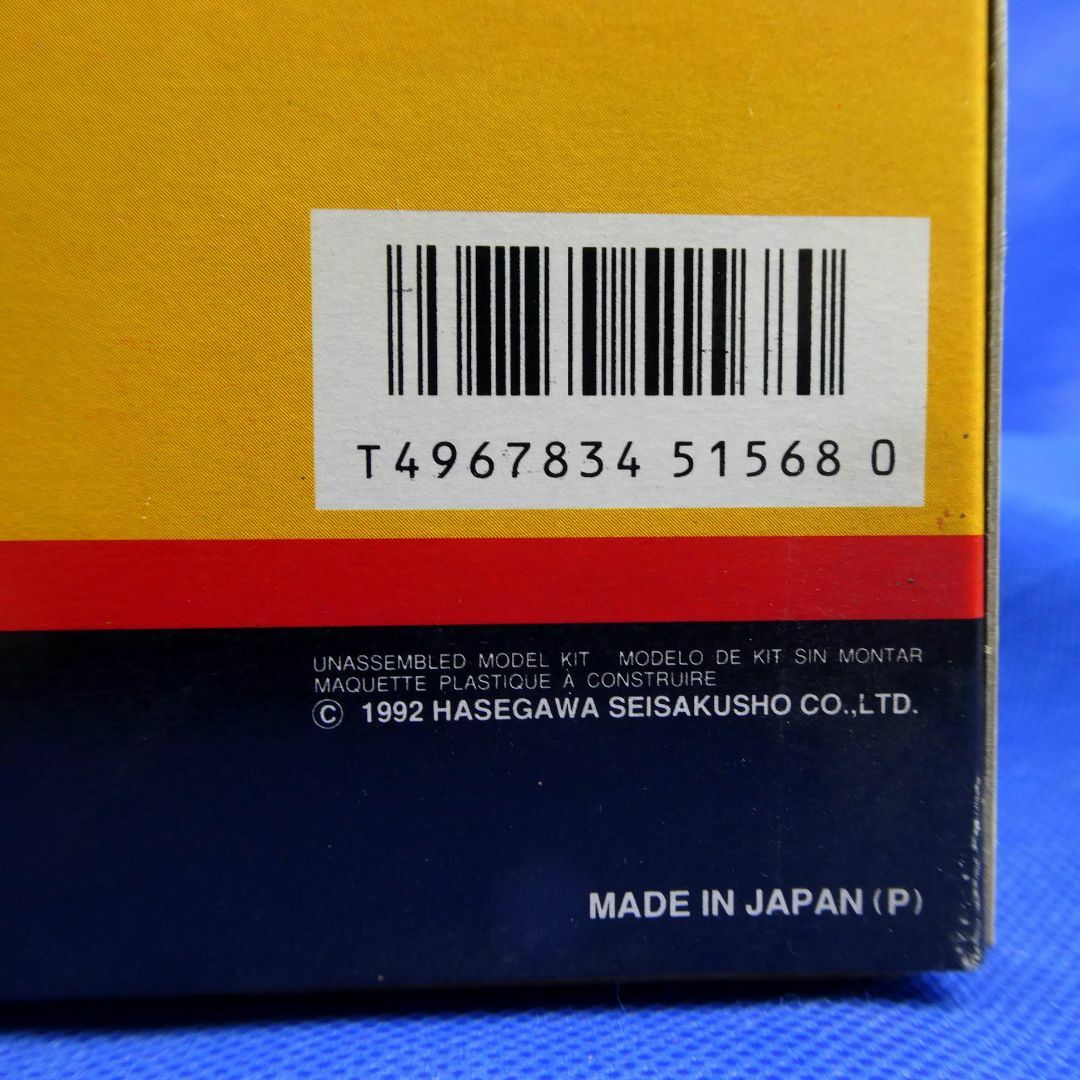 T4967834 51568 0
UNASSEMBLED MODEL KIT MODELO DE KIT SIN MONTAR
MAQUETTE PLASTIQUE À CONSTRUIRE
© 1992 HASEGAWA SEISAKUSHO CO.,LTD.
MADE IN JAPAN (P)